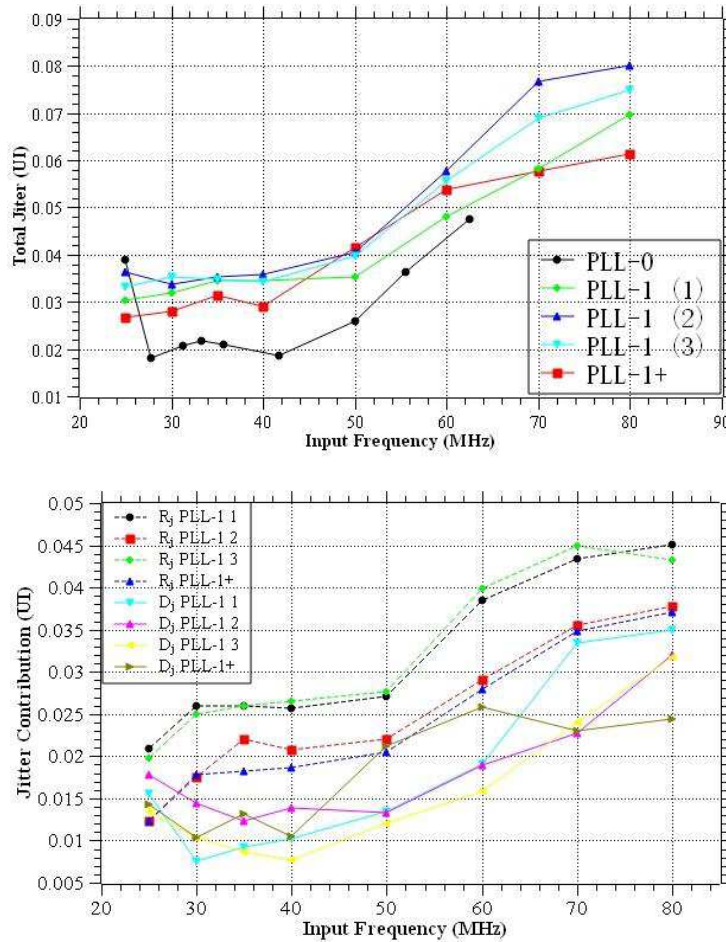 0.09
0.08
0.07
0.06
0.05
0.04
0.03
0.02
0.01
Total Jiter (UI)
20 30 40 50 60 70 80 90
Input Frequency (MHz)
PLL-0
PLL-1 (1)
PLL-1 (2)
PLL-1 (3)
PLL-1+
0.05
0.045
0.04
0.035
0.03
0.025
0.02
0.015
0.01
0.005
Jitter Contribution (UI)
Rj PLL-1 1
Rj PLL-1 2
Rj PLL-1 3
Rj PLL-1+
Dj PLL-1 1
Dj PLL-1 2
Dj PLL-1 3
Dj PLL-1+
20 30 40 50 60 70 80
Input Frequency (MHz)